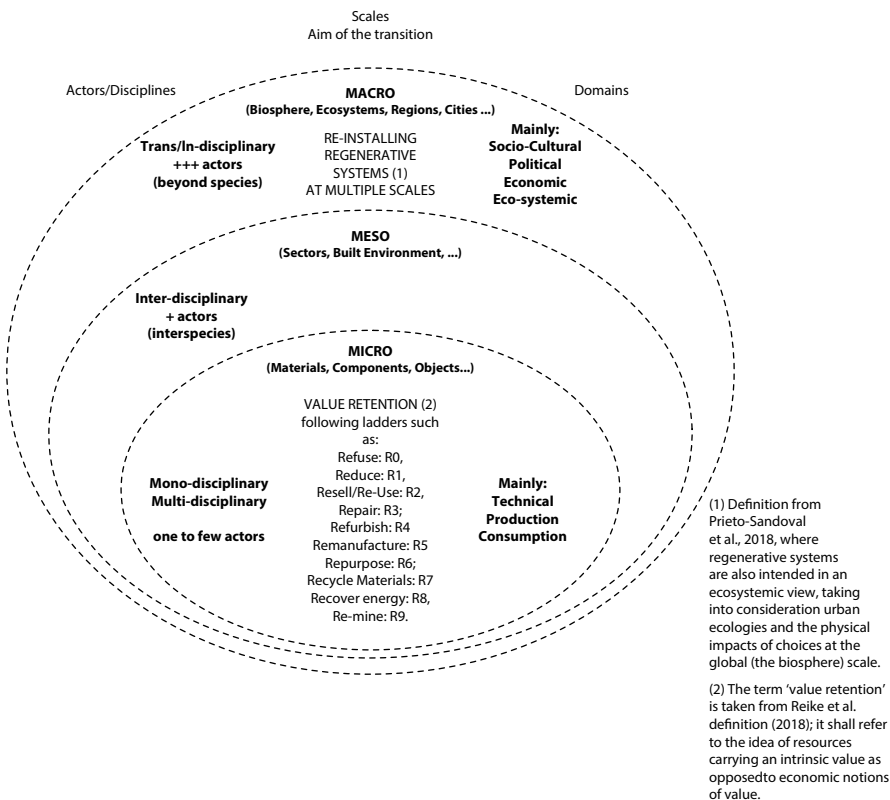 Scales
Aim of the transition
Actors/Disciplines
Domains
MACRO
(Biosphere, Ecosystems, Regions, Cities ...)
Trans/In-disciplinary
+++ actors
(beyond species)
RE-INSTALLING
REGENERATIVE
SYSTEMS (1)
AT MULTIPLE SCALES
Mainly:
Socio-Cultural
Political
Economic
Eco-systemic
MESO
(Sectors, Built Environment, ...)
Inter-disciplinary
+ actors
(interspecies)
MICRO
(Materials, Components, Objects...)
VALUE RETENTION (2)
following ladders such
as:
Refuse: R0,
Reduce: R1,
Resell/Re-Use: R2,
Repair: R3;
Refurbish: R4
Remanufacture: R5
Repurpose: R6;
Recycle Materials: R7
Recover energy: R8,
Re-mine: R9.
Mono-disciplinary
Multi-disciplinary
one to few actors
Mainly:
Technical
Production
Consumption
(1) Definition from
Prieto-Sandoval
et al., 2018, where
regenerative systems
are also intended in an
ecosystemic view, taking
into consideration urban
ecologies and the physical
impacts of choices at the
global (the biosphere) scale.
(2) The term ‘value retention’
is taken from Reike et al.
definition (2018); it shall refer
to the idea of resources
carrying an intrinsic value as
opposedto economic notions
of value.